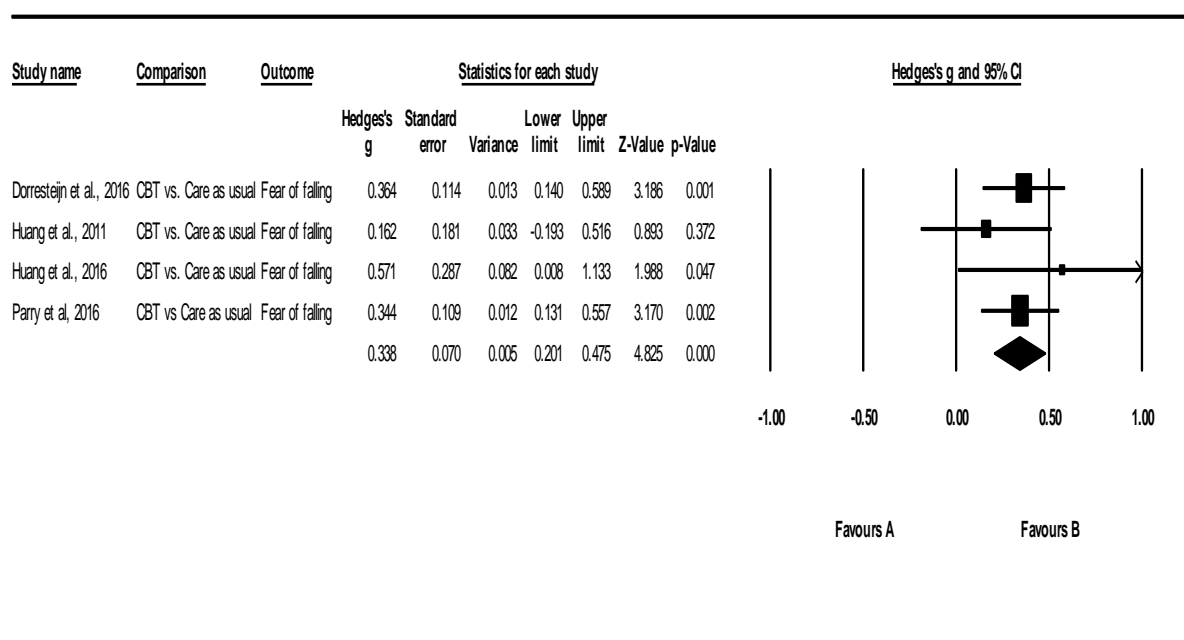 Study name Comparison Outcome Statistics for each study Hedges's g and 95% CI
Hedges's Standard Lower Upper
g error Variance limit limit Z-Value p-Value
Dorresteijn et al., 2016 CBT vs. Care as usual Fear of falling 0.364 0.114 0.013 0.140 0.589 3.186 0.001
Huang et al., 2011 CBT vs. Care as usual Fear of falling 0.162 0.181 0.033 -0.193 0.516 0.893 0.372
Huang et al., 2016 CBT vs. Care as usual Fear of falling 0.571 0.287 0.082 0.008 1.133 1.988 0.047
Parry et al, 2016 CBT vs Care as usual Fear of falling 0.344 0.109 0.012 0.131 0.557 3.170 0.002
0.338 0.070 0.005 0.201 0.475 4.825 0.000
-1.00 -0.50 0.00 0.50 1.00
Favours A Favours B